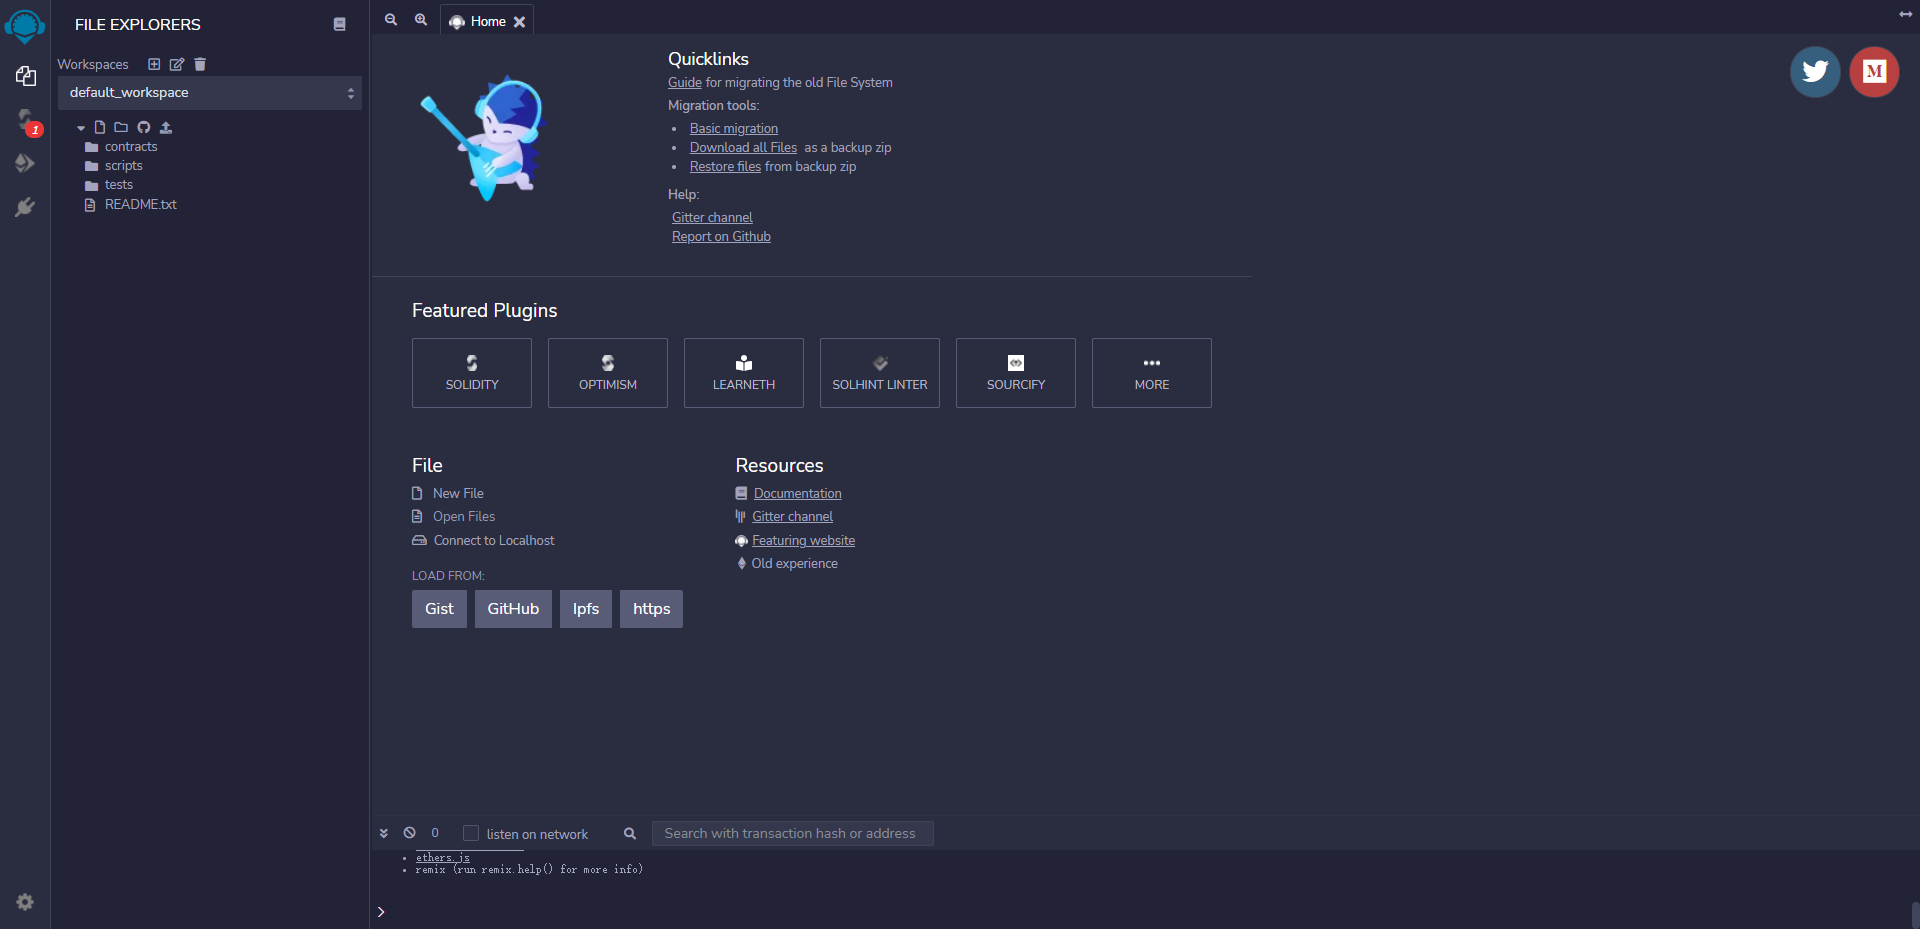 FILE EXPLORERS
Home
Workspaces
default_workspace
1
contracts
scripts
tests
README.txt
Quicklinks
Guide for migrating the old File System
Migration tools:
Basic migration
Download all Files as a backup zip
Restore files from backup zip
Help:
Gitter channel
Report on Github
M
Featured Plugins
SOLIDITY
OPTIMISM
LEARNETH
SOLHINT LINTER
SOURCIFY
MORE
File
New File
Open Files
Connect to Localhost
LOAD FROM:
Gist
GitHub
Ipfs
https
Resources
Documentation
Gitter channel
Featuring website
Old experience
0
listen on network
Search with transaction hash or address
ethers.js
remix (run remix.help() for more info)
>